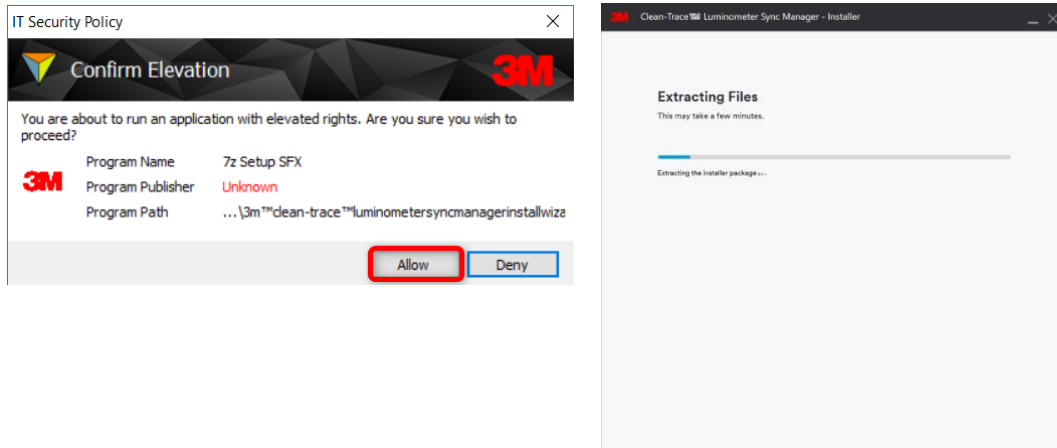 IT Security Policy
Confirm Elevation
3M
You are about to run an application with elevated rights. Are you sure you wish to
proceed?
3M
Program Name 7z Setup SFX
Program Publisher Unknown
Program Path ...\3m™clean-trace™luminometersyncmanagerinstallwiza
Allow Deny
3M Clean-Trace™ Luminometer Sync Manager - Installer
Extracting Files
This may take a few minutes.
Extracting the installer package....